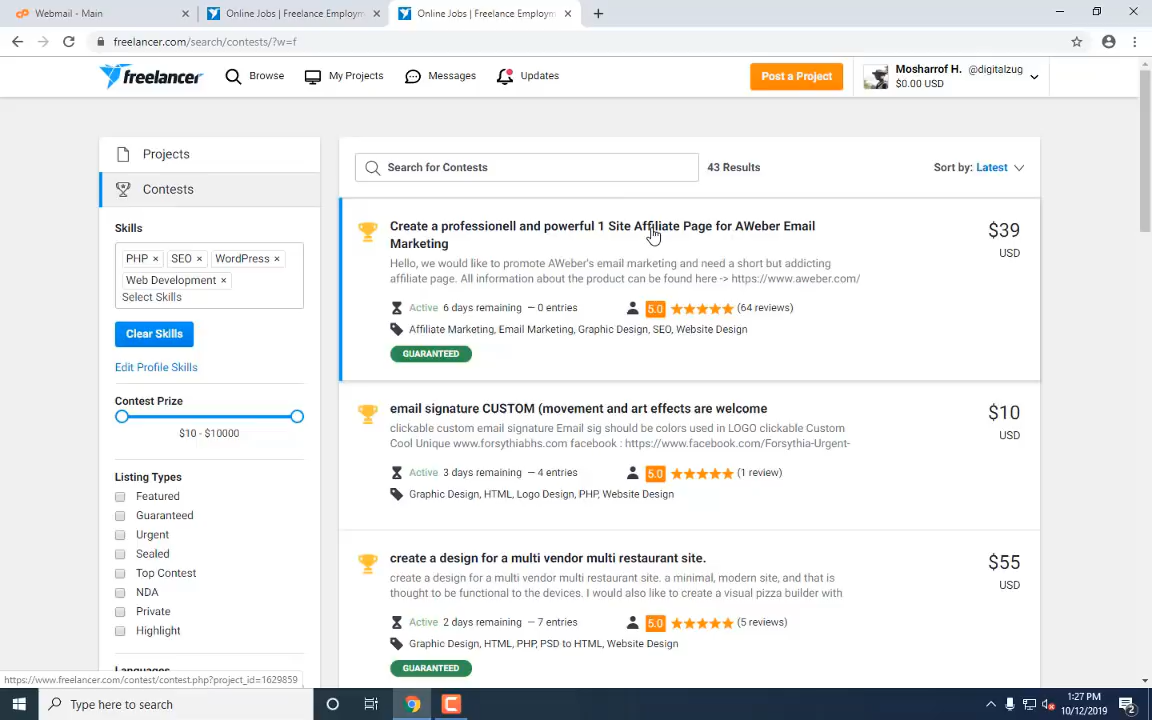 Webmail - Main
Online Jobs | Freelance Employm
Online Jobs | Freelance Employm
freelancer.com/search/contests/?w=f
freelancer
Browse
My Projects
Messages
Updates
Post a Project
Mosharrof H. @digitalzug
$0.00 USD
Projects
Contests
Search for Contests
43 Results
Sort by: Latest
Skills
PHP ×
SEO ×
WordPress ×
Web Development ×
Select Skills
Clear Skills
Edit Profile Skills
Contest Prize
$10 - $10000
Listing Types
Featured
Guaranteed
Urgent
Sealed
Top Contest
NDA
Private
Highlight
Languages
Create a professionell and powerful 1 Site Affiliate Page for AWeber Email
Marketing
$39
USD
Hello, we would like to promote AWeber's email marketing and need a short but addicting
affiliate page. All information about the product can be found here -> https://www.aweber.com/
Active 6 days remaining – 0 entries
5.0 (64 reviews)
Affiliate Marketing, Email Marketing, Graphic Design, SEO, Website Design
GUARANTEED
email signature CUSTOM (movement and art effects are welcome
$10
USD
clickable custom email signature Email sig should be colors used in LOGO clickable Custom
Cool Unique www.forsythiabhs.com facebook : https://www.facebook.com/Forsythia-Urgent-
Active 3 days remaining – 4 entries
5.0 (1 review)
Graphic Design, HTML, Logo Design, PHP, Website Design
create a design for a multi vendor multi restaurant site.
$55
USD
create a design for a multi vendor multi restaurant site. a minimal, modern site, and that is
thought to be functional to the devices. I would also like to create a visual pizza builder with
Active 2 days remaining – 7 entries
5.0 (5 reviews)
Graphic Design, HTML, PHP, PSD to HTML, Website Design
GUARANTEED
https://www.freelancer.com/contest/contest.php?project_id=1629859
Type here to search
1:27 PM
10/12/2019
2